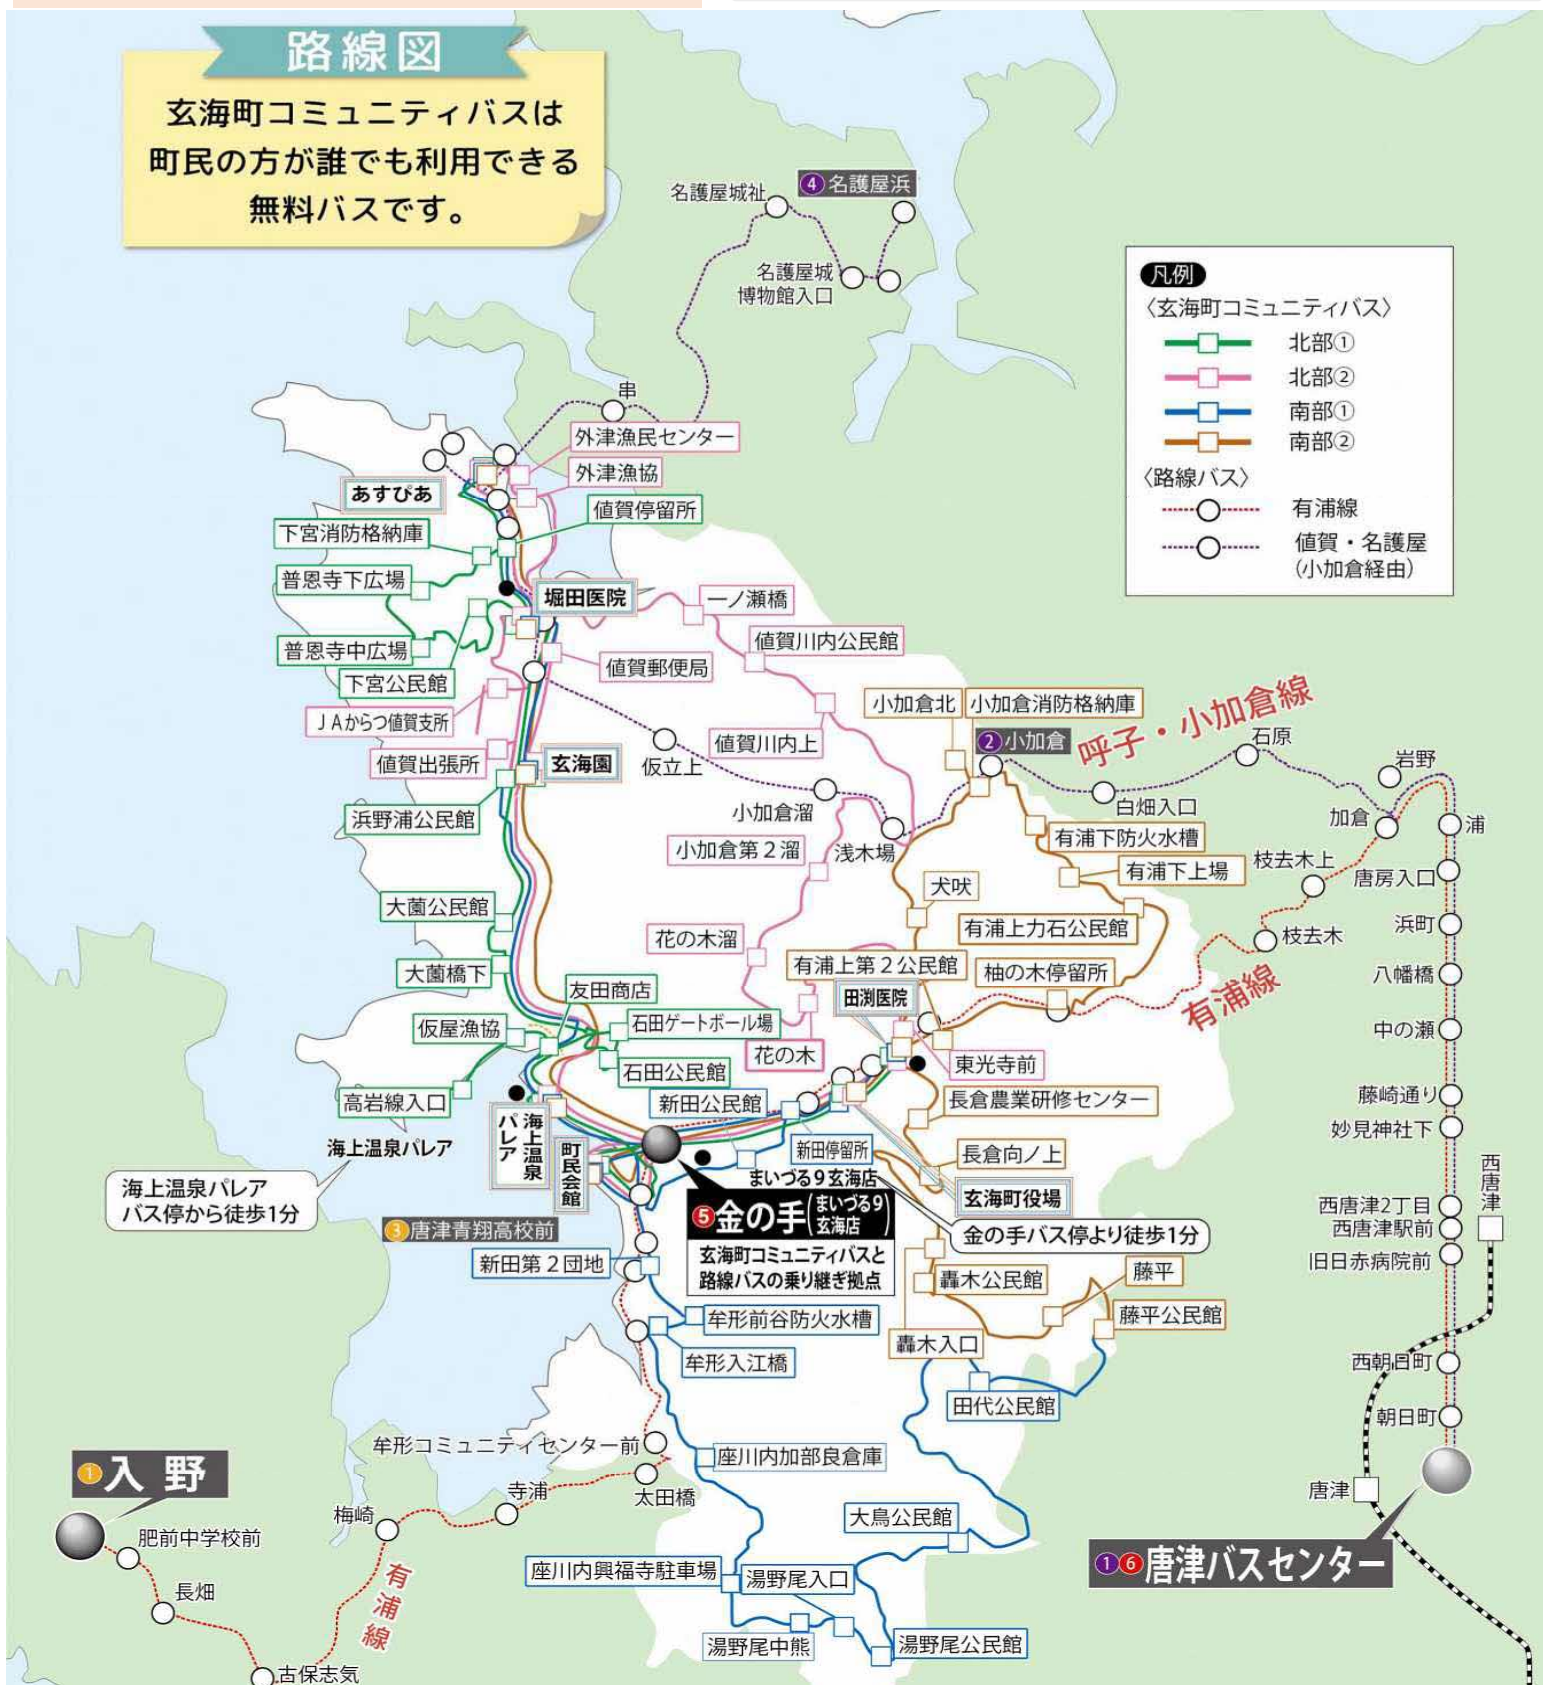 路線図
玄海町コミュニティバスは
町民の方が誰でも利用できる
無料バスです。
名護屋城祉
④名護屋浜
名護屋城
博物館入口
凡例
〈玄海町コミュニティバス〉
北部①
北部②
南部①
南部②
〈路線バス〉
有浦線
値賀・名護屋
(小加倉経由)
串
外津漁民センター
外津漁協
あすぴあ
値賀停留所
下宮消防格納庫
普恩寺下広場
堀田医院
一ノ瀬橋
普恩寺中広場
値賀川内公民館
値賀郵便局
下宮公民館
JAからつ値賀支所
小加倉北
小加倉消防格納庫
呼子・小加倉線
値賀川内上
②小加倉
石原
値賀出張所
玄海園
仮立上
岩野
白畑入口
小加倉溜
浜野浦公民館
加倉
浦
有浦下防火水槽
小加倉第2溜
浅木場
枝去木上
有浦下上場
唐房入口
犬吠
大薗公民館
浜町
有浦上力石公民館
花の木溜
枝去木
有浦上第2公民館
柚の木停留所
八幡橋
大薗橋下
友田商店
田渕医院
有浦線
仮屋漁協
石田ゲートボール場
中の瀬
花の木
東光寺前
石田公民館
高岩線入口
新田公民館
長倉農業研修センター
藤崎通り
妙見神社下
海上温泉パレア
海上温泉
パレア
町民会館
新田停留所
長倉向ノ上
まいづる9玄海店
西唐津
海上温泉パレア
バス停から徒歩1分
玄海町役場
⑤金の手(まいづる9
玄海店)
西唐津2丁目
西唐津駅前
③唐津青翔高校前
金の手バス停より徒歩1分
玄海町コミュニティバスと
路線バスの乗り継ぎ拠点
旧日赤病院前
新田第2団地
轟木公民館
藤平
牟形前谷防火水槽
藤平公民館
轟木入口
牟形入江橋
西朝日町
田代公民館
朝日町
牟形コミュニティセンター前
座川内加部良倉庫
①入野
寺浦
太田橋
唐津
梅崎
大鳥公民館
肥前中学校前
①⑥唐津バスセンター
座川内興福寺駐車場
湯野尾入口
有浦線
長畑
湯野尾中熊
湯野尾公民館
古保志気